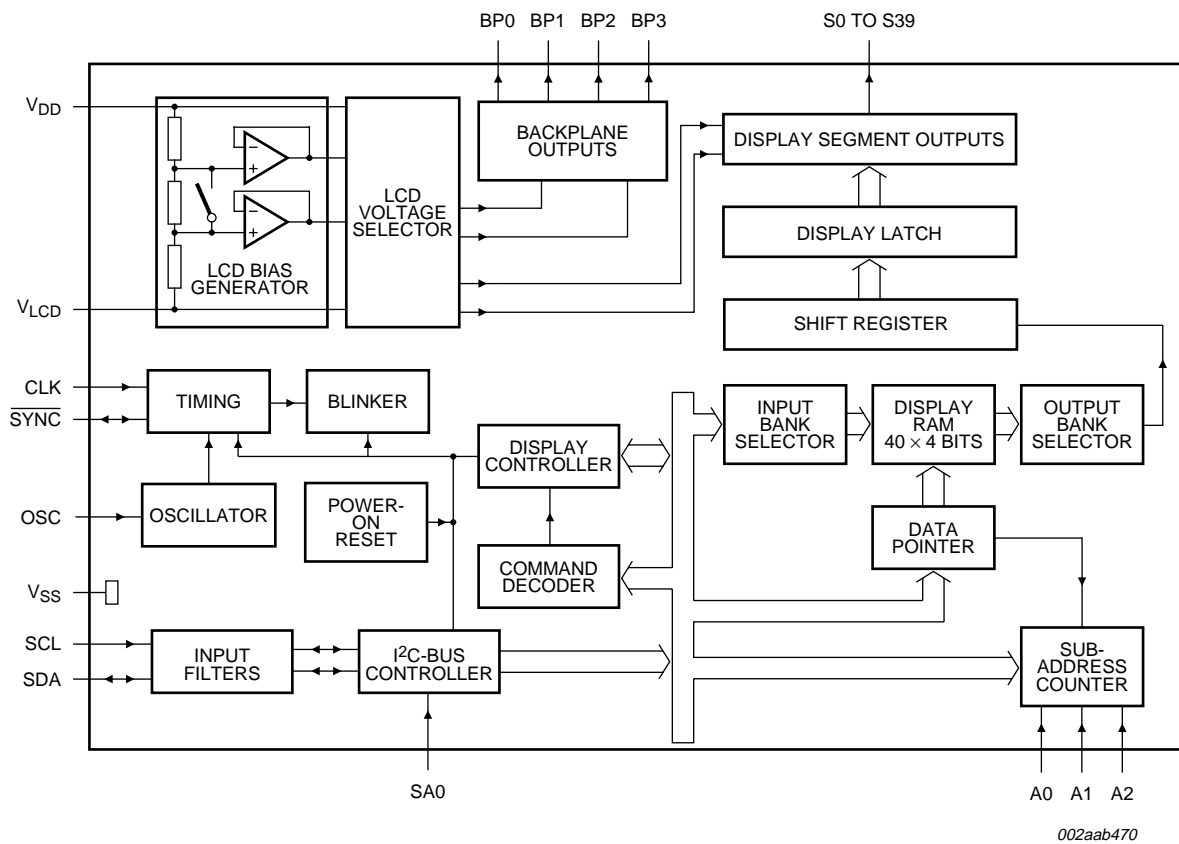 BP0 BP1 BP2 BP3 S0 TO S39
VDD
BACKPLANE
OUTPUTS
DISPLAY SEGMENT OUTPUTS
LCD
VOLTAGE
SELECTOR
DISPLAY LATCH
LCD BIAS
GENERATOR
VLCD
SHIFT REGISTER
CLK
SYNC
TIMING
BLINKER
DISPLAY
CONTROLLER
INPUT
BANK
SELECTOR
DISPLAY
RAM
40 × 4 BITS
OUTPUT
BANK
SELECTOR
OSC
OSCILLATOR
POWER-
ON
RESET
COMMAND
DECODER
DATA
POINTER
VSS
SCL
SDA
INPUT
FILTERS
I²C-BUS
CONTROLLER
SUB-
ADDRESS
COUNTER
SA0
A0 A1 A2
002aab470
- + - +